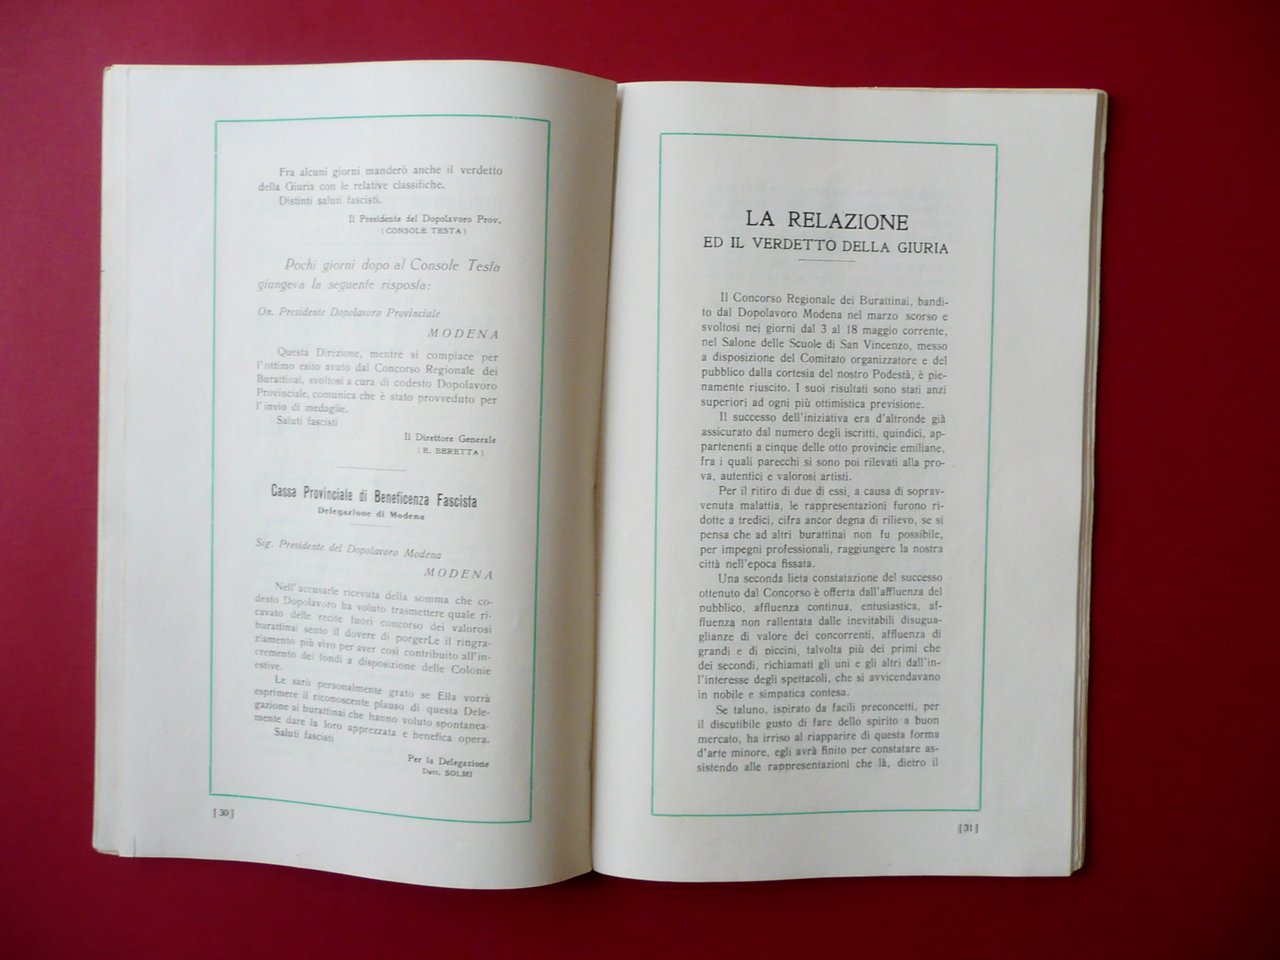 Fra alcuni giorni manderò anche il verdetto
della Giuria con le relative classifiche.
Distinti saluti fascisti.
Il Presidente del Dopolavoro Prov.
(CONSOLE TESTA)
Pochi giorni dopo al Console Testa
giungeva la seguente risposta:
On. Presidente Dopolavoro Provinciale
MODENA
Questa Direzione, mentre si compiace per
l'ottimo esito avuto dal Concorso Regionale dei
Burattinai, svoltosi a cura di codesto Dopolavoro
Provinciale, comunica che è stato provveduto per
l'invio di medaglie.
Saluti fascisti
Il Direttore Generale
(E. BERETTA)
Cassa Provinciale di Beneficenza Fascista
Delegazione di Modena
Sig. Presidente del Dopolavoro Modena
MODENA
Nell'accusarle ricevuta della somma che co-
desto Dopolavoro ha voluto trasmettere quale ri-
cavato delle recite fuori concorso dei valorosi
burattinai sento il dovere di porgerLe il ringra-
ziamento più vivo per aver così contribuito all'in-
cremento dei fondi a disposizione delle Colonie
estive.
Le sarò personalmente grato se Ella vorrà
esprimere il riconoscente plauso di questa Dele-
gazione ai burattinai che hanno voluto spontanea-
mente dare la loro apprezzata e benefica opera.
Saluti fascisti
Per la Delegazione
Dott. SOLMI
[30]
LA RELAZIONE
ED IL VERDETTO DELLA GIURIA
Il Concorso Regionale dei Burattinai, bandi-
to dal Dopolavoro Modena nel marzo scorso e
svoltosi nei giorni dal 3 al 18 maggio corrente,
nel Salone delle Scuole di San Vincenzo, messo
a disposizione del Comitato organizzatore e del
pubblico dalla cortesia del nostro Podestà, è pie-
namente riuscito. I suoi risultati sono stati anzi
superiori ad ogni più ottimistica previsione.
Il successo dell'iniziativa era d'altronde già
assicurato dal numero degli iscritti, quindici, ap-
partenenti a cinque delle otto provincie emiliane,
fra i quali parecchi si sono poi rilevati alla pro-
va, autentici e valorosi artisti.
Per il ritiro di due di essi, a causa di soprav-
venuta malattia, le rappresentazioni furono ri-
dotte a tredici, cifra ancor degna di rilievo, se si
pensa che ad altri burattinai non fu possibile,
per impegni professionali, raggiungere la nostra
città nell'epoca fissata.
Una seconda lieta constatazione del successo
ottenuto dal Concorso è offerta dall'affluenza del
pubblico, affluenza continua, entusiastica, af-
fluenza non rallentata dalle inevitabili disugua-
glianze di valore dei concorrenti, affluenza di
grandi e di piccini, talvolta più dei primi che
dei secondi, richiamati gli uni e gli altri dall'in-
l'interesse degli spettacoli, che si avvicendavano
in nobile e simpatica contesa.
Se taluno, ispirato da facili preconcetti, per
il discutibile gusto di fare dello spirito a buon
mercato, ha irriso al riapparire di questa forma
d'arte minore, egli avrà finito per constatare as-
sistendo alle rappresentazioni che là, dietro il
[31]